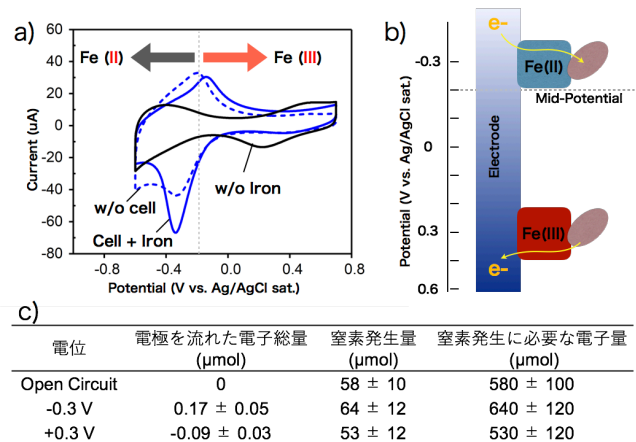 a)
Fe (II)
Fe (III)
60
40
20
0
-20
-40
-60
-80
Current (uA)
w/o Iron
w/o cell
Cell + Iron
-0.8
-0.4
0.0
0.4
0.8
Potential (V vs. Ag/AgCl sat.)
b)
e-
Fe(II)
Mid-Potential
Electrode
Fe(III)
e-
-0.3
0
0.3
0.6
Potential (V vs. Ag/AgCl sat.)
c)
電位 電極を流れた電子総量 (μmol) 窒素発生量 (μmol) 窒素発生に必要な電子量 (μmol)
Open Circuit 0 58 ± 10 580 ± 100
-0.3 V 0.17 ± 0.05 64 ± 12 640 ± 120
+0.3 V -0.09 ± 0.03 53 ± 12 530 ± 120